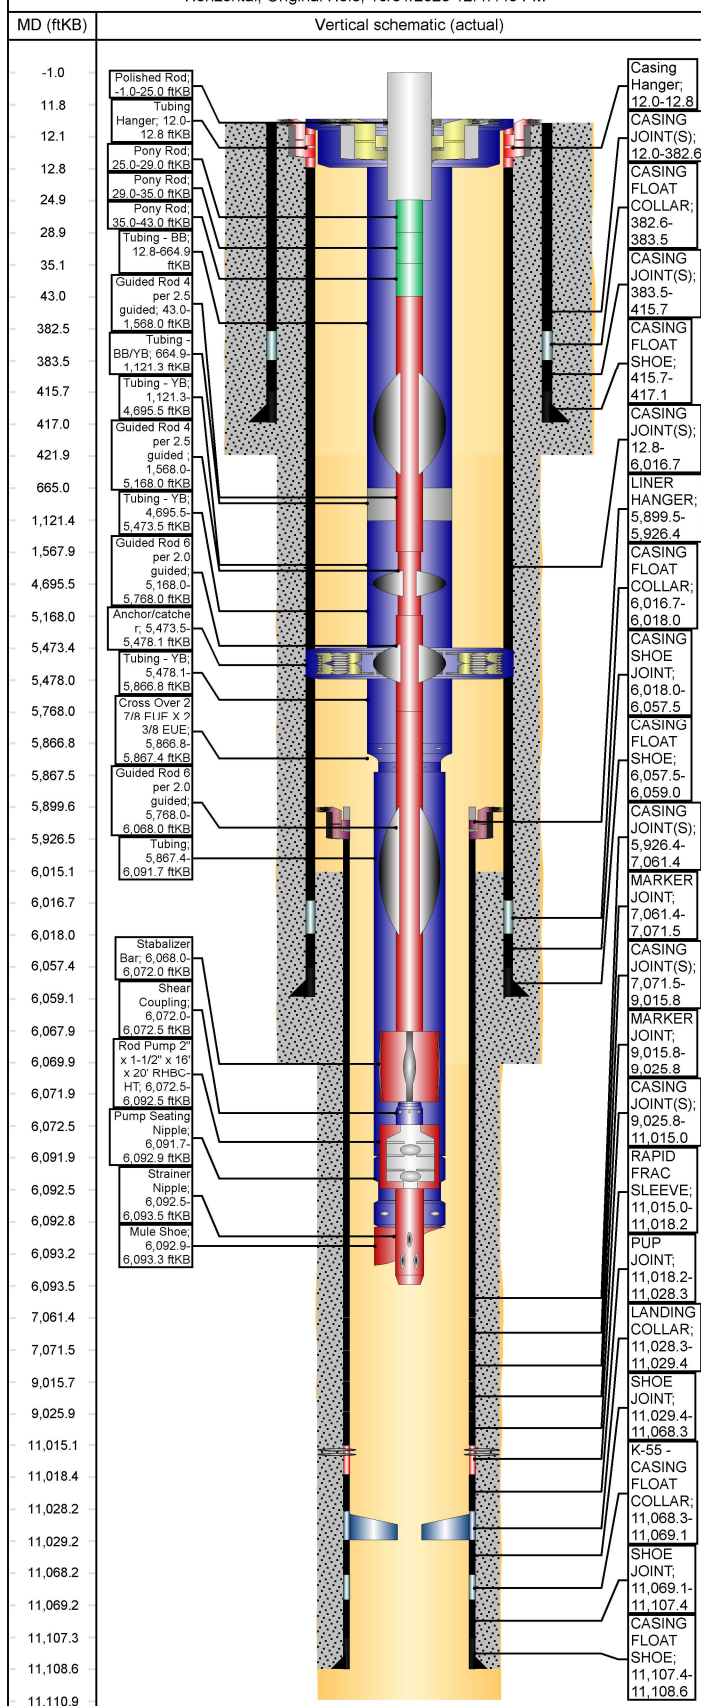 MD (ftKB)
Vertical schematic (actual)
-1.0
11.8
12.1
12.8
24.9
28.9
35.1
43.0
382.5
383.5
415.7
417.0
421.9
665.0
1,121.4
1,567.9
4,695.5
5,168.0
5,473.4
5,478.0
5,768.0
5,866.8
5,867.5
5,899.6
5,926.5
6,015.1
6,016.7
6,018.0
6,057.4
6,059.1
6,067.9
6,069.9
6,071.9
6,072.5
6,091.9
6,092.5
6,092.8
6,093.2
6,093.5
7,061.4
7,071.5
9,015.7
9,025.9
11,015.1
11,018.4
11,028.2
11,029.2
11,068.2
11,069.2
11,107.3
11,108.6
11,110.9
Polished Rod;
-1.0-25.0 ftKB
Tubing
Hanger; 12.0-
12.8 ftKB
Pony Rod;
25.0-29.0 ftKB
Pony Rod;
29.0-35.0 ftKB
Pony Rod;
35.0-43.0 ftKB
Tubing - BB;
12.8-664.9
ftKB
Guided Rod 4
per 2.5
guided; 43.0-
1,568.0 ftKB
Tubing -
BB/YB; 664.9-
1,121.3 ftKB
Tubing - YB;
1,121.3-
4,695.5 ftKB
Guided Rod 4
per 2.5
guided ;
1,568.0-
5,168.0 ftKB
Tubing - YB;
4,695.5-
5,473.5 ftKB
Guided Rod 6
per 2.0
guided;
5,168.0-
5,768.0 ftKB
Anchor/catche
r; 5,473.5-
5,478.1 ftKB
Tubing - YB;
5,478.1-
5,866.8 ftKB
Cross Over 2
7/8 EUE X 2
3/8 EUE;
5,866.8-
5,867.4 ftKB
Guided Rod 6
per 2.0
guided;
5,768.0-
6,068.0 ftKB
Tubing;
5,867.4-
6,091.7 ftKB
Stabalizer
Bar; 6,068.0-
6,072.0 ftKB
Shear
Coupling;
6,072.0-
6,072.5 ftKB
Rod Pump 2"
x 1-1/2" x 16'
x 20' RHBC-
HT; 6,072.5-
6,092.5 ftKB
Pump Seating
Nipple;
6,091.7-
6,092.9 ftKB
Strainer
Nipple;
6,092.5-
6,093.5 ftKB
Mule Shoe;
6,092.9-
6,093.3 ftKB
Casing
Hanger;
12.0-12.8
CASING
JOINT(S);
12.0-382.6
CASING
FLOAT
COLLAR;
382.6-
383.5
CASING
JOINT(S);
383.5-
415.7
CASING
FLOAT
SHOE;
415.7-
417.1
CASING
JOINT(S);
12.8-
6,016.7
LINER
HANGER;
5,899.5-
5,926.4
CASING
FLOAT
COLLAR;
6,016.7-
6,018.0
CASING
SHOE
JOINT;
6,018.0-
6,057.5
CASING
FLOAT
SHOE;
6,057.5-
6,059.0
CASING
JOINT(S);
5,926.4-
7,061.4
MARKER
JOINT;
7,061.4-
7,071.5
CASING
JOINT(S);
7,071.5-
9,015.8
MARKER
JOINT;
9,015.8-
9,025.8
CASING
JOINT(S);
9,025.8-
11,015.0
RAPID
FRAC
SLEEVE;
11,015.0-
11,018.2
PUP
JOINT;
11,018.2-
11,028.3
LANDING
COLLAR;
11,028.3-
11,029.4
SHOE
JOINT;
11,029.4-
11,068.3
K-55 -
CASING
FLOAT
COLLAR;
11,068.3-
11,069.1
SHOE
JOINT;
11,069.1-
11,107.4
CASING
FLOAT
SHOE;
11,107.4-
11,108.6